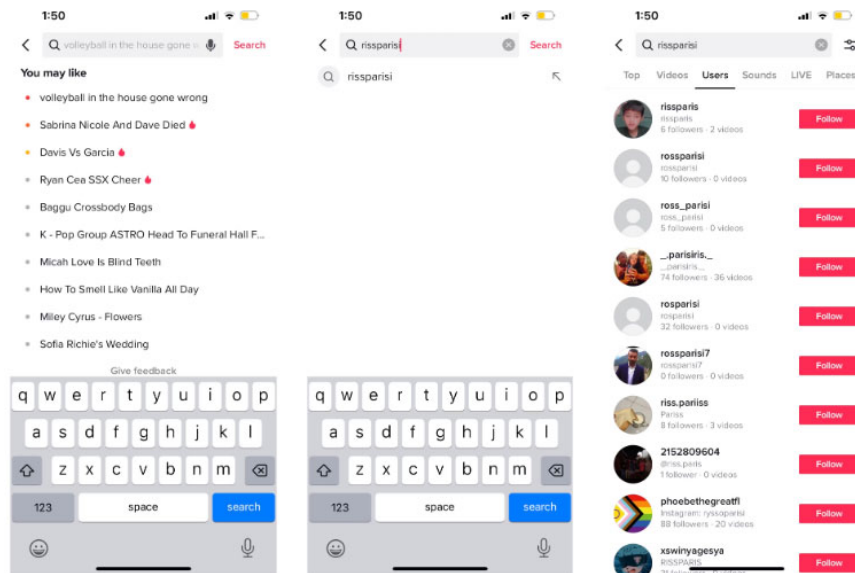 1:50
volleyball in the house gone
Search
You may like
volleyball in the house gone wrong
Sabrina Nicole And Dave Died
Davis Vs Garcia
Ryan Cea SSX Cheer
Baggu Crossbody Bags
K - Pop Group ASTRO Head To Funeral Hall F...
Micah Love Is Blind Teeth
How To Smell Like Vanilla All Day
Miley Cyrus - Flowers
Sofia Richie's Wedding
Give feedback
q w e r t y u i o p
a s d f g h j k l
z x c v b n m
123 space search
1:50
rissparisi
Search
rissparisi
q w e r t y u i o p
a s d f g h j k l
z x c v b n m
123 space search
1:50
rissparisi
Top Videos Users Sounds LIVE Places
rissparis
rissparis
6 followers · 2 videos
Follow
rossparisi
rossparisi
10 followers · 0 videos
Follow
ross_parisi
ross_parisi
5 followers · 0 videos
Follow
_.parisiris._
74 followers · 36 videos
Follow
rosparisi
rosparisi
32 followers · 0 videos
Follow
rossparisi7
rossparisi7
0 followers · 0 videos
Follow
riss.pariiss
Pariss
8 followers · 3 videos
Follow
2152809604
@riss.paris
1 follower · 0 videos
Follow
phoebethegreatfl
Instagram: ryssoparisi
88 followers · 20 videos
Follow
xswinyagesya
RISSPARIS
Follow